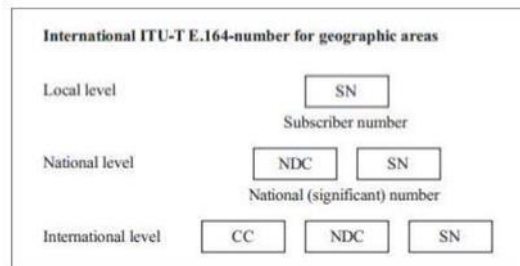 International ITU-T E.164-number for geographic areas
Local level SN
Subscriber number
National level NDC SN
National (significant) number
International level CC NDC SN